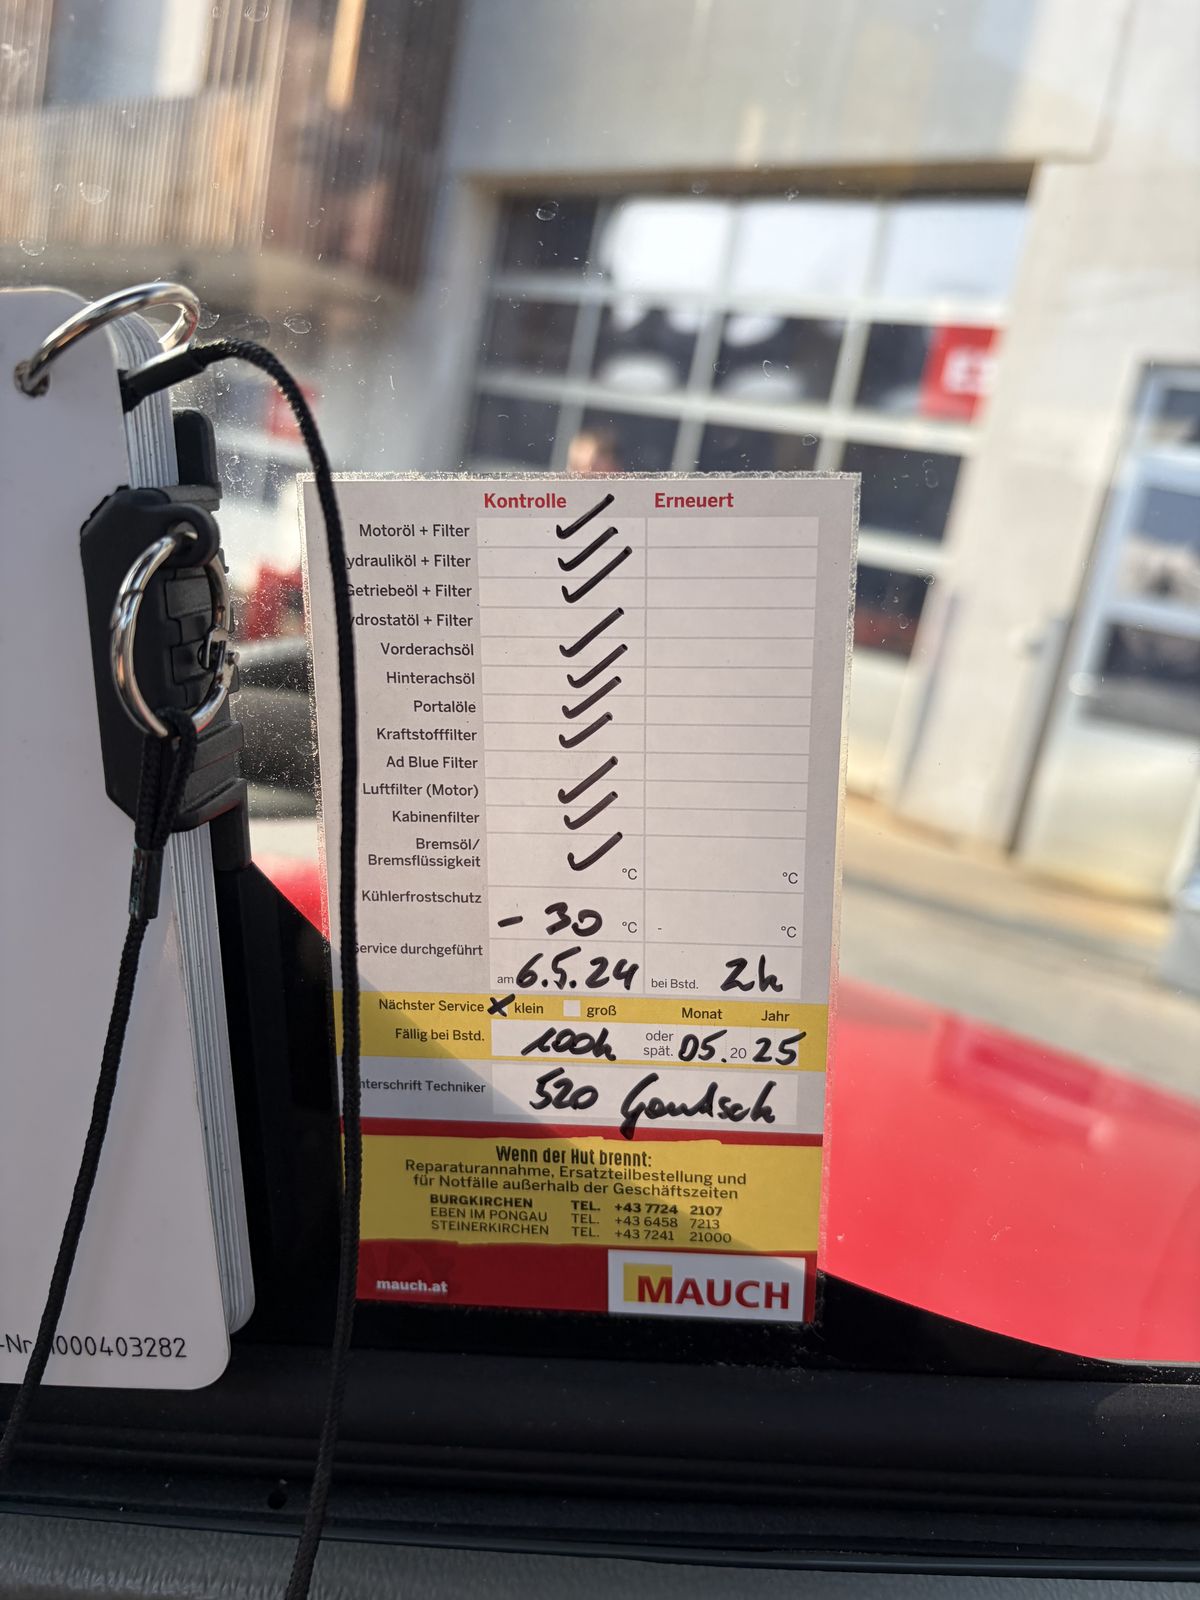 Kontrolle Erneuert
Motoröl + Filter ✓
ydrauliköl + Filter ✓
Getriebeöl + Filter ✓
ydrostatöl + Filter
Vorderachsöl ✓
Hinterachsöl ✓
Portalöle ✓
Kraftstofffilter ✓
Ad Blue Filter
Luftfilter (Motor) ✓
Kabinenfilter ✓
Bremsöl/
Bremsflüssigkeit ✓ °C °C
Kühlerfrostschutz - 30 °C - °C
Service durchgeführt am 6.5.24 bei Bstd. 2h
Nächster Service X klein groß Monat Jahr
Fällig bei Bstd. 100h oder spät. 05. 20 25
nterschrift Techniker 520
Wenn der Hut brennt:
Reparaturannahme, Ersatzteilbestellung und
für Notfälle außerhalb der Geschäftszeiten
BURGKIRCHEN TEL. +43 7724 2107
EBEN IM PONGAU TEL. +43 6458 7213
STEINERKIRCHEN TEL. +43 7241 21000
mauch.at MAUCH
-Nr. 1000403282